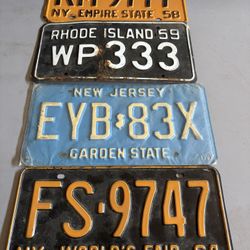 NY EMPIRE STATE 58
RHODE ISLAND 59
WP 333
NEW JERSEY
EYB $ 83X
GARDEN STATE
FS-9747
NY WORLD'S FAIR